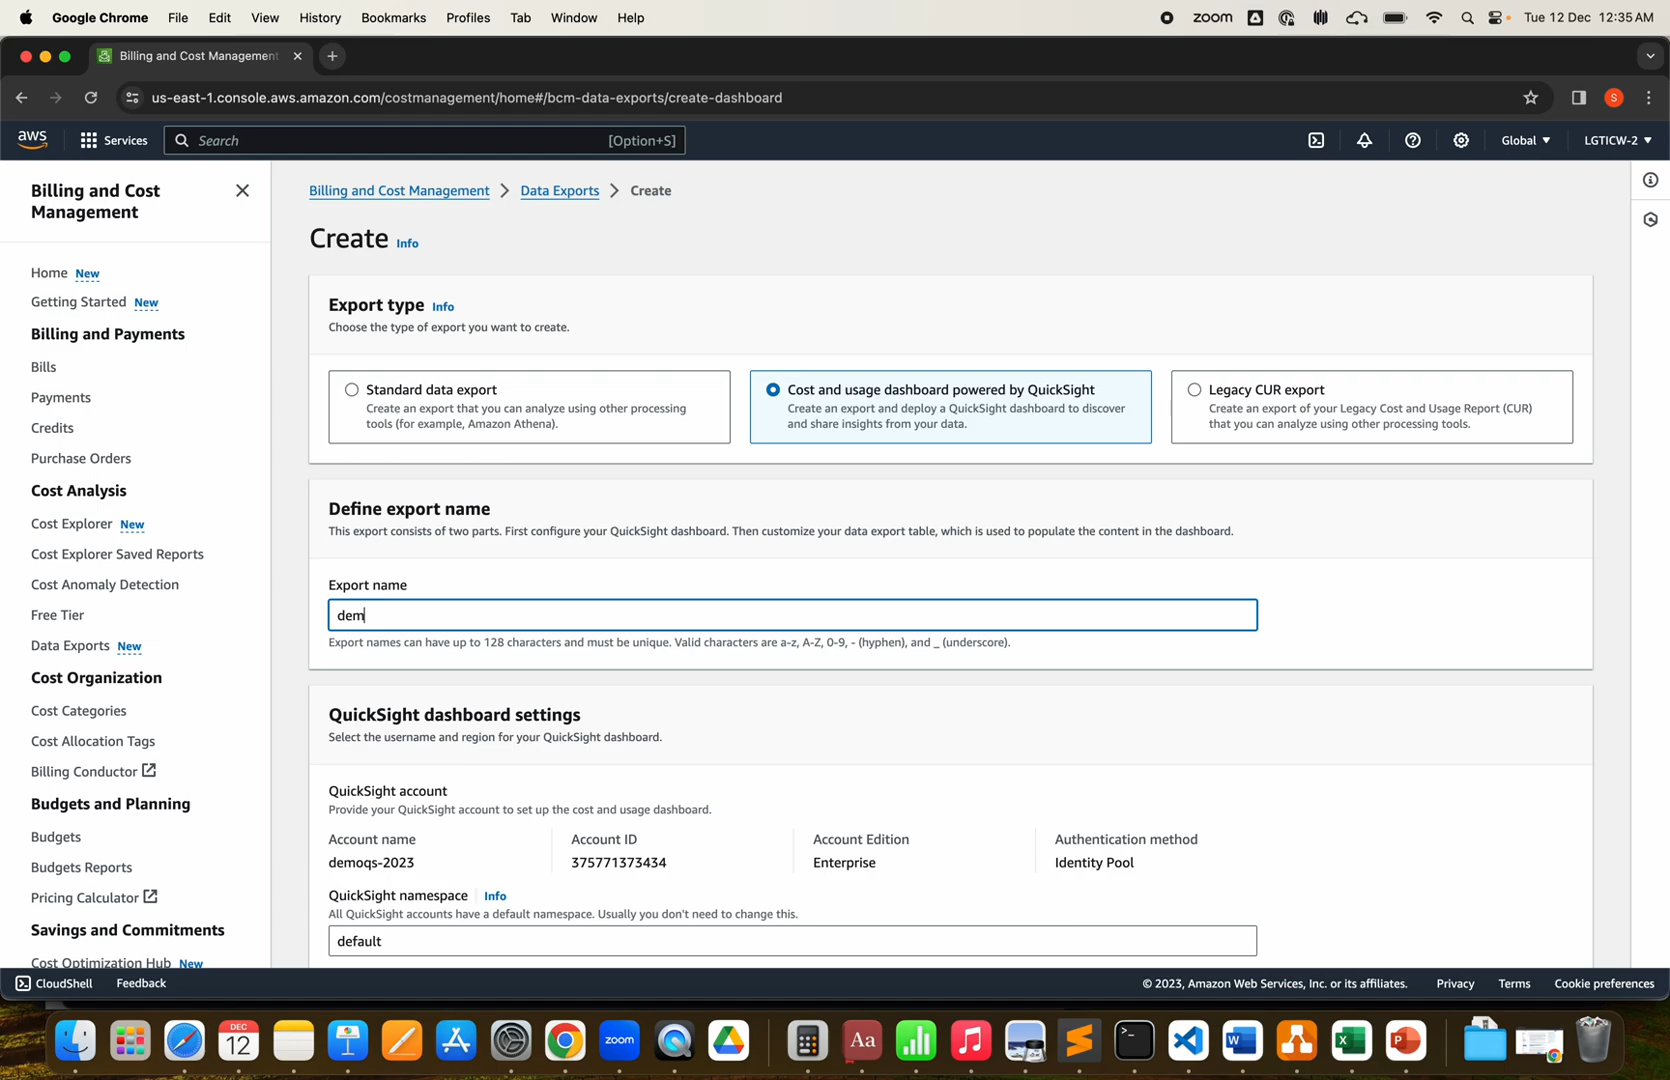 Google Chrome File Edit View History Bookmarks Profiles Tab Window Help zoom Tue 12 Dec 12:35 AM
Billing and Cost Management
us-east-1.console.aws.amazon.com/costmanagement/home#/bcm-data-exports/create-dashboard S
aws Services Search [Option+S] Global LGTICW-2
Billing and Cost
Management
Home New
Getting Started New
Billing and Payments
Bills
Payments
Credits
Purchase Orders
Cost Analysis
Cost Explorer New
Cost Explorer Saved Reports
Cost Anomaly Detection
Free Tier
Data Exports New
Cost Organization
Cost Categories
Cost Allocation Tags
Billing Conductor
Budgets and Planning
Budgets
Budgets Reports
Pricing Calculator
Savings and Commitments
Cost Optimization Hub New
Billing and Cost Management Data Exports Create
Create Info
Export type Info
Choose the type of export you want to create.
Standard data export
Create an export that you can analyze using other processing
tools (for example, Amazon Athena).
Cost and usage dashboard powered by QuickSight
Create an export and deploy a QuickSight dashboard to discover
and share insights from your data.
Legacy CUR export
Create an export of your Legacy Cost and Usage Report (CUR)
that you can analyze using other processing tools.
Define export name
This export consists of two parts. First configure your QuickSight dashboard. Then customize your data export table, which is used to populate the content in the dashboard.
Export name
dem
Export names can have up to 128 characters and must be unique. Valid characters are a-z, A-Z, 0-9, - (hyphen), and _ (underscore).
QuickSight dashboard settings
Select the username and region for your QuickSight dashboard.
QuickSight account
Provide your QuickSight account to set up the cost and usage dashboard.
Account name Account ID Account Edition Authentication method
demoqs-2023 375771373434 Enterprise Identity Pool
QuickSight namespace Info
All QuickSight accounts have a default namespace. Usually you don't need to change this.
default
CloudShell Feedback © 2023, Amazon Web Services, Inc. or its affiliates. Privacy Terms Cookie preferences
DEC
12
zoom
Aa
W
X
P